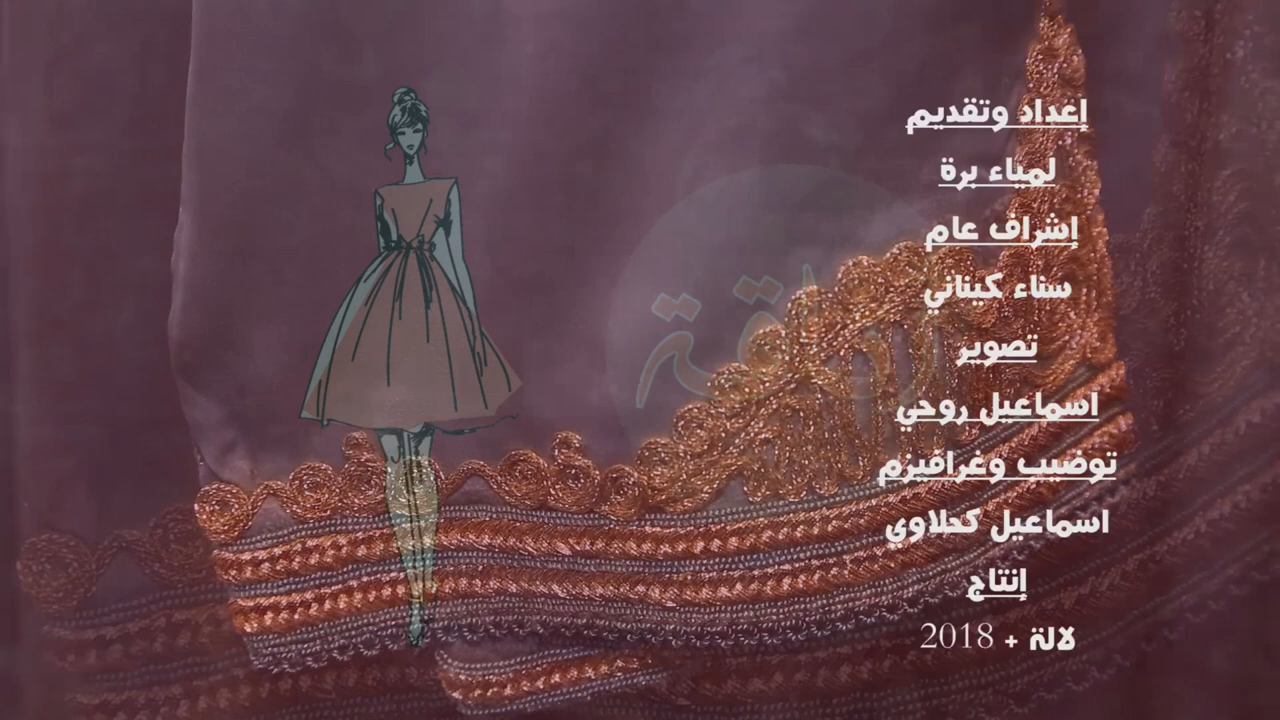 إعداد وتقديم
لمياء برة
إشراف عام
سناء كيناني
تصوير
اسماعيل روحي
توضيب وغرافيزم
اسماعيل كحلاوي
إنتاج
لالة + 2018